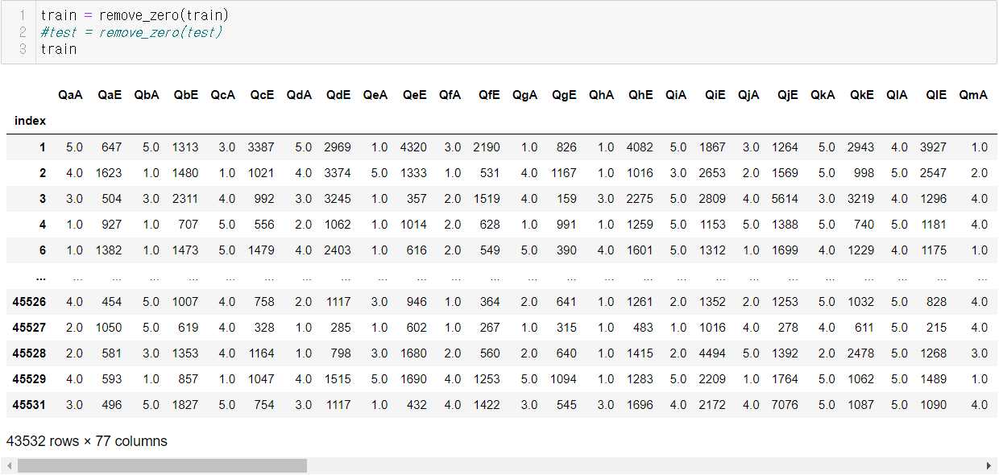 1 train = remove_zero(train)
2 #test = remove_zero(test)
3 train
QaA QaE QbA QbE QcA QcE QdA QdE QeA QeE QfA QfE QgA QgE QhA QhE QiA QiE QjA QjE QkA QkE QlA QlE QmA
index
1 5.0 647 5.0 1313 3.0 3387 5.0 2969 1.0 4320 3.0 2190 1.0 826 1.0 4082 5.0 1867 3.0 1264 5.0 2943 4.0 3927 1.0
2 4.0 1623 1.0 1480 1.0 1021 4.0 3374 5.0 1333 1.0 531 4.0 1167 1.0 1016 3.0 2653 2.0 1569 5.0 998 5.0 2547 2.0
3 3.0 504 3.0 2311 4.0 992 3.0 3245 1.0 357 2.0 1519 4.0 159 3.0 2275 5.0 2809 4.0 5614 3.0 3219 4.0 1296 4.0
4 1.0 927 1.0 707 5.0 556 2.0 1062 1.0 1014 2.0 628 1.0 991 1.0 1259 5.0 1153 5.0 1388 5.0 740 5.0 1181 4.0
6 1.0 1382 1.0 1473 5.0 1479 4.0 2403 1.0 616 2.0 549 5.0 390 4.0 1601 5.0 1312 1.0 1699 4.0 1229 4.0 1175 1.0
... ... ... ... ... ... ... ... ... ... ... ... ... ... ... ... ... ... ... ... ... ... ... ... ... ...
45526 4.0 454 5.0 1007 4.0 758 2.0 1117 3.0 946 1.0 364 2.0 641 1.0 1261 2.0 1352 2.0 1253 5.0 1032 5.0 828 4.0
45527 2.0 1050 5.0 619 4.0 328 1.0 285 1.0 602 1.0 267 1.0 315 1.0 483 1.0 1016 4.0 278 4.0 611 5.0 215 4.0
45528 2.0 581 3.0 1353 4.0 1164 1.0 798 3.0 1680 2.0 560 2.0 640 1.0 1415 2.0 4494 5.0 1392 2.0 2478 5.0 1268 3.0
45529 4.0 593 1.0 857 1.0 1047 4.0 1515 5.0 1690 4.0 1253 5.0 1094 1.0 1283 5.0 2209 1.0 1764 5.0 1062 5.0 1489 1.0
45531 3.0 496 5.0 1827 5.0 754 3.0 1117 1.0 432 4.0 1422 3.0 545 3.0 1696 4.0 2172 4.0 7076 5.0 1087 5.0 1090 4.0
43532 rows × 77 columns